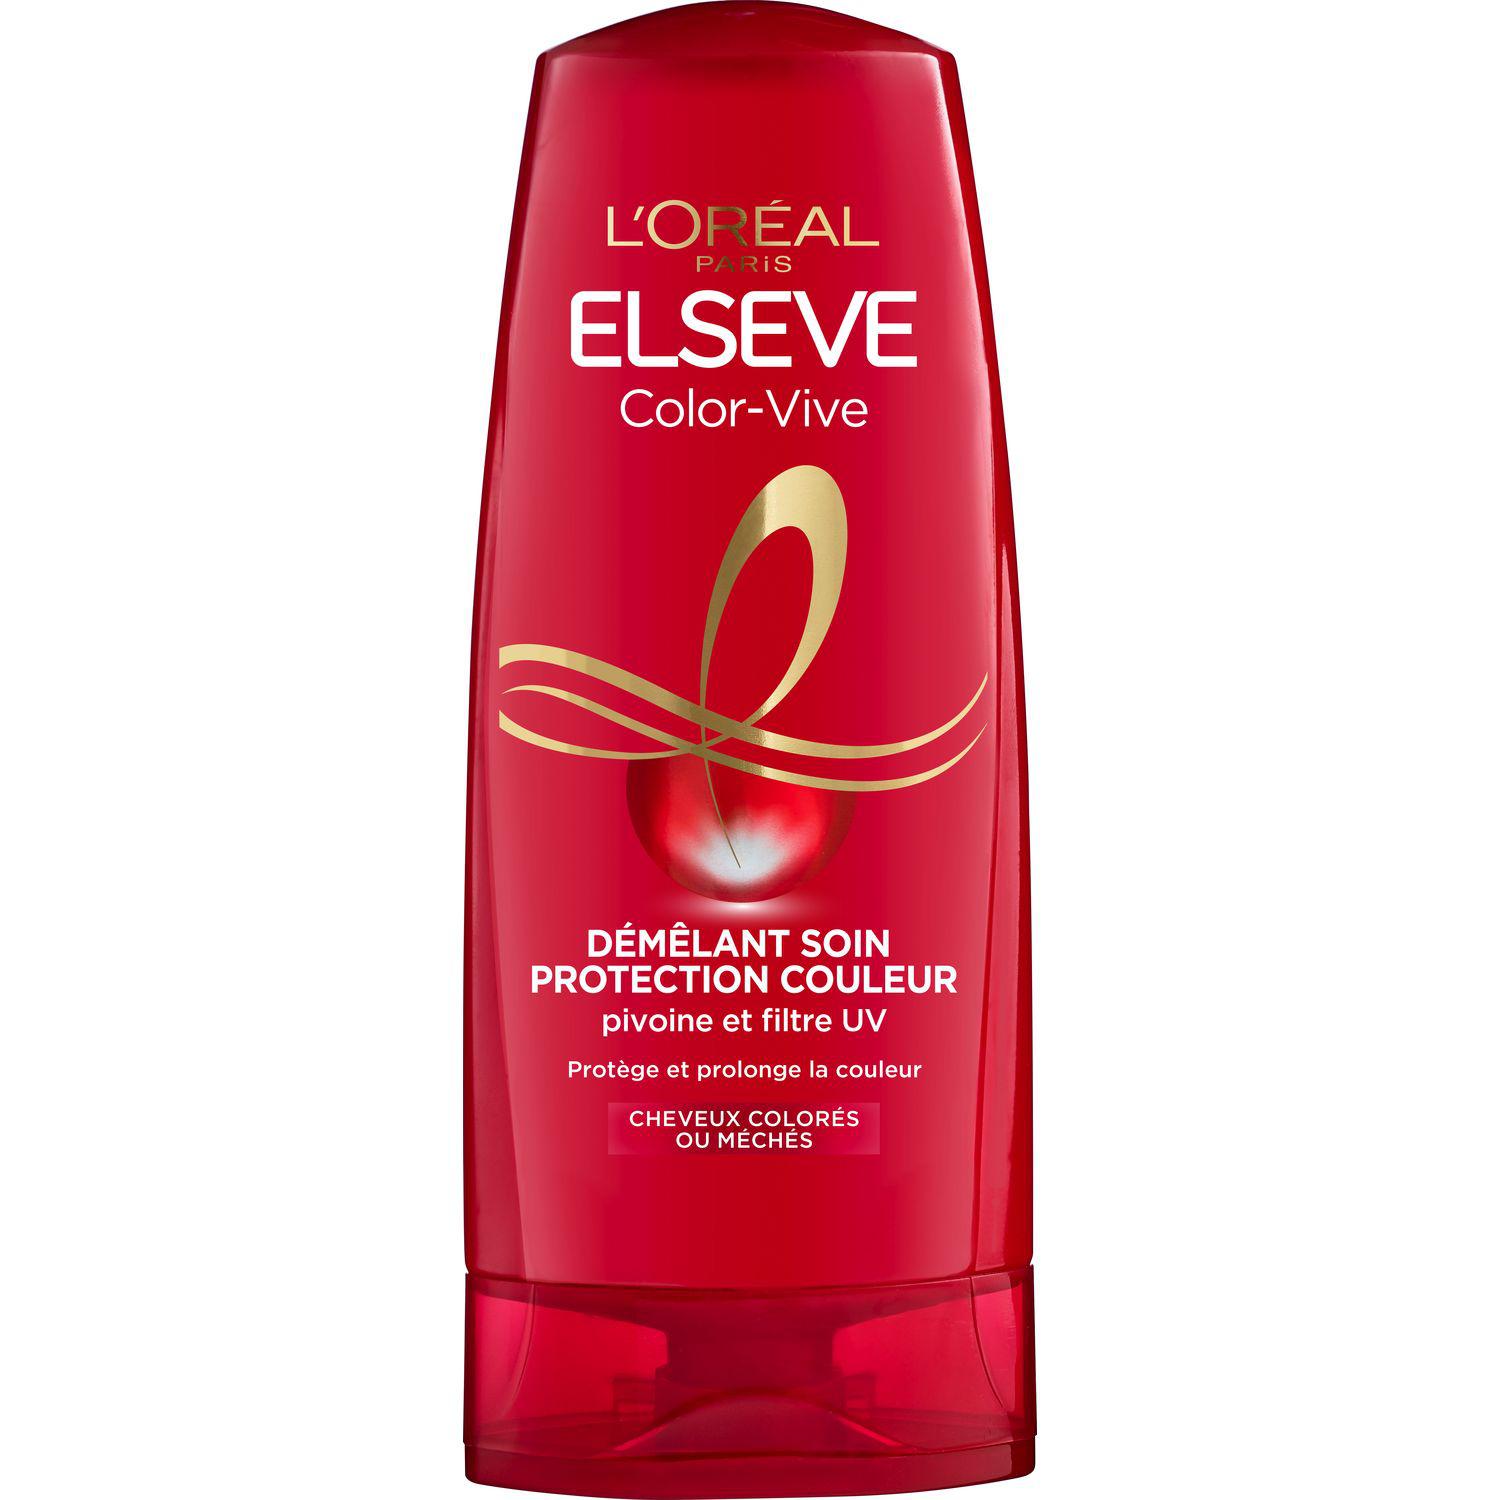 L'ORÉAL
PARiS
ELSEVE
Color-Vive
DÉMÊLANT SOIN
PROTECTION COULEUR
pivoine et filtre UV
Protège et prolonge la couleur
CHEVEUX COLORÉS
OU MÉCHÉS